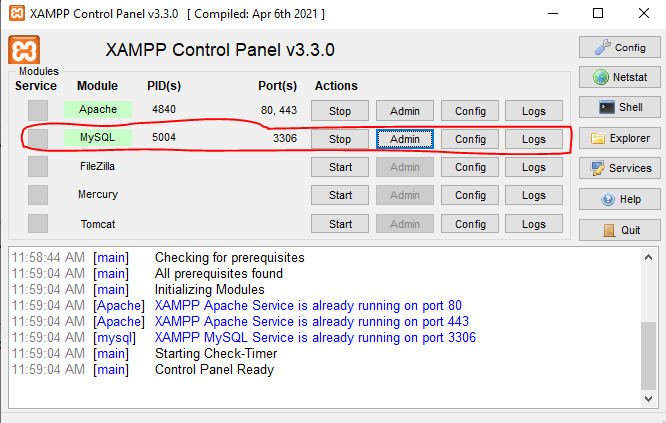 XAMPP Control Panel v3.3.0 [ Compiled: Apr 6th 2021 ]
XAMPP Control Panel v3.3.0
Config
Modules
Service Module PID(s) Port(s) Actions
Netstat
Apache 4840 80, 443 Stop Admin Config Logs
Shell
MySQL 5004 3306 Stop Admin Config Logs
Explorer
FileZilla Start Admin Config Logs
Services
Mercury Start Admin Config Logs
Help
Tomcat Start Admin Config Logs
Quit
11:58:44 AM [main] Checking for prerequisites
11:59:04 AM [main] All prerequisites found
11:59:04 AM [main] Initializing Modules
11:59:04 AM [Apache] XAMPP Apache Service is already running on port 80
11:59:04 AM [Apache] XAMPP Apache Service is already running on port 443
11:59:04 AM [mysql] XAMPP MySQL Service is already running on port 3306
11:59:04 AM [main] Starting Check-Timer
11:59:04 AM [main] Control Panel Ready